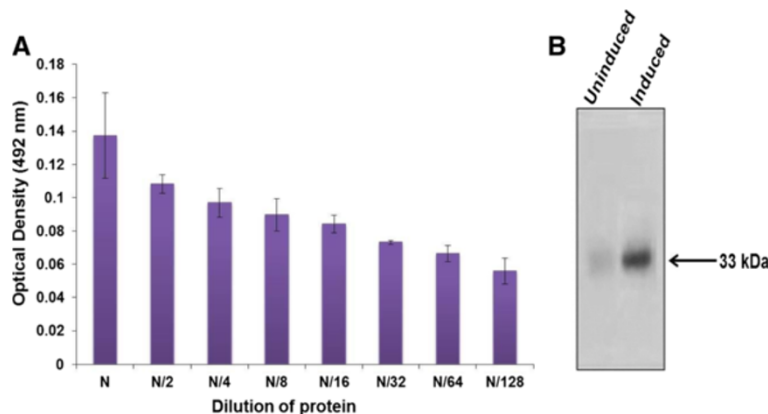 A
Optical Density (492 nm)
0.18
0.16
0.14
0.12
0.1
0.08
0.06
0.04
0.02
0
N N/2 N/4 N/8 N/16 N/32 N/64 N/128
Dilution of protein
B
Uninduced
Induced
33 kDa